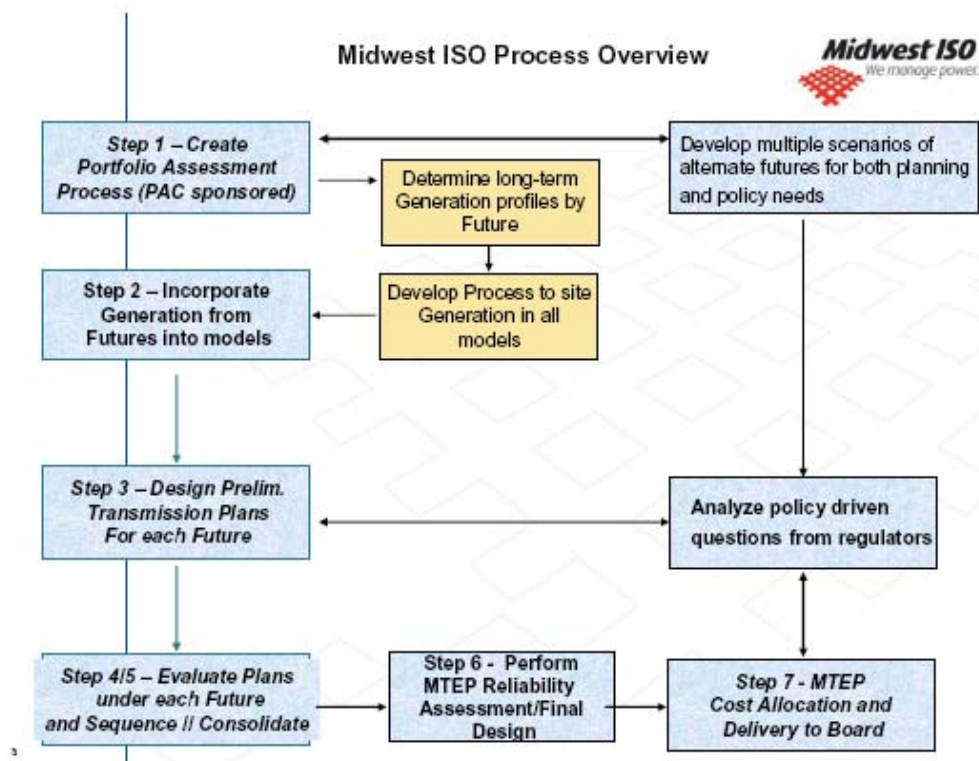 Midwest ISO Process Overview
Midwest ISO
We manage power.
Step 1 – Create
Portfolio Assessment
Process (PAC sponsored)
Develop multiple scenarios of
alternate futures for both planning
and policy needs
Determine long-term
Generation profiles by
Future
Step 2 – Incorporate
Generation from
Futures into models
Develop Process to site
Generation in all
models
Step 3 – Design Prelim.
Transmission Plans
For each Future
Analyze policy driven
questions from regulators
Step 4/5 – Evaluate Plans
under each Future
and Sequence // Consolidate
Step 6 - Perform
MTEP Reliability
Assessment/Final
Design
Step 7 - MTEP
Cost Allocation and
Delivery to Board